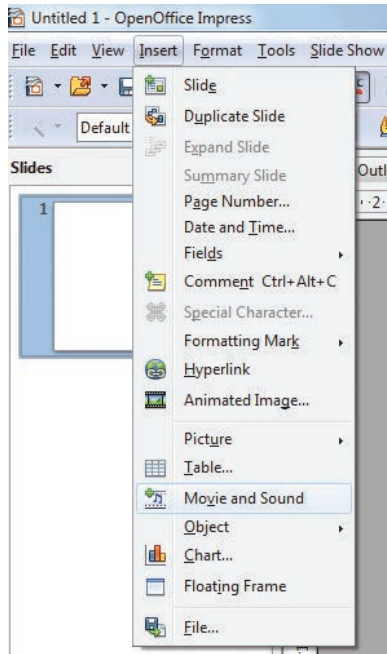 Untitled 1 - OpenOffice Impress
File Edit View Insert Format Tools Slide Show
Default
Slides
1
Slide
Duplicate Slide
Expand Slide
Summary Slide
Page Number...
Date and Time...
Fields
Comment Ctrl+Alt+C
Special Character...
Formatting Mark
Hyperlink
Animated Image...
Picture
Table...
Movie and Sound
Object
Chart...
Floating Frame
File...
Outl
2